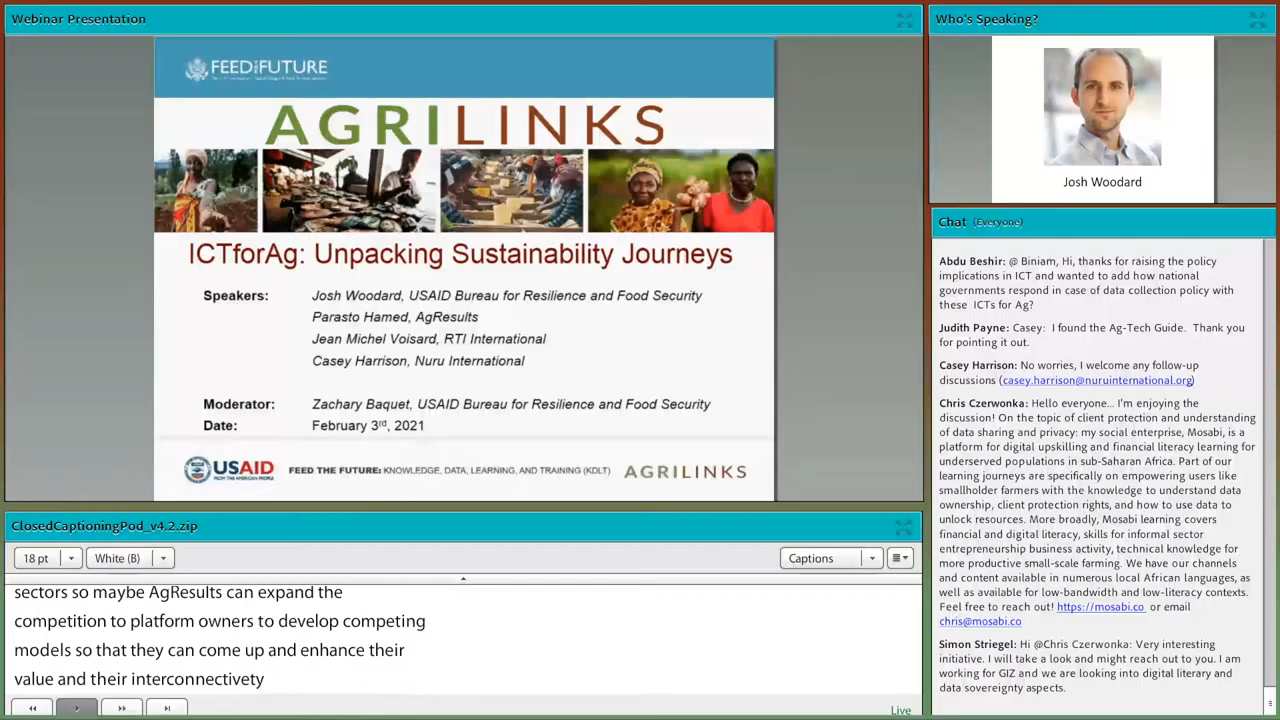 Webinar Presentation
FEED THE FUTURE
AGRILINKS
ICTforAg: Unpacking Sustainability Journeys
Speakers: Josh Woodard, USAID Bureau for Resilience and Food Security
Parasto Hamed, AgResults
Jean Michel Voisard, RTI International
Casey Harrison, Nuru International
Moderator: Zachary Baquet, USAID Bureau for Resilience and Food Security
Date: February 3rd, 2021
USAID
FROM THE AMERICAN PEOPLE
FEED THE FUTURE: KNOWLEDGE, DATA, LEARNING, AND TRAINING (KDLT)
AGRILINKS
ClosedCaptioningPod_v4.2.zip
18 pt White (B) Captions
sectors so maybe AgResults can expand the
competition to platform owners to develop competing
models so that they can come up and enhance their
value and their interconnectivety
Live
Who's Speaking?
Josh Woodard
Chat (Everyone)
Abdu Beshir: @ Biniam, Hi, thanks for raising the policy
implications in ICT and wanted to add how national
governments respond in case of data collection policy with
these ICTs for Ag?
Judith Payne: Casey: I found the Ag-Tech Guide. Thank you
for pointing it out.
Casey Harrison: No worries, I welcome any follow-up
discussions (casey.harrison@nuruinternational.org)
Chris Czerwonka: Hello everyone... I'm enjoying the
discussion! On the topic of client protection and understanding
of data sharing and privacy: my social enterprise, Mosabi, is a
platform for digital upskilling and financial literacy learning for
underserved populations in sub-Saharan Africa. Part of our
learning journeys are specifically on empowering users like
smallholder farmers with the knowledge to understand data
ownership, client protection rights, and how to use data to
unlock resources. More broadly, Mosabi learning covers
financial and digital literacy, skills for informal sector
entrepreneurship business activity, technical knowledge for
more productive small-scale farming. We have our channels
and content available in numerous local African languages, as
well as available for low-bandwidth and low-literacy contexts.
Feel free to reach out! https://mosabi.co or email
chris@mosabi.co
Simon Striegel: Hi @Chris Czerwonka: Very interesting
initiative. I will take a look and might reach out to you. I am
working for GIZ and we are looking into digital literary and
data sovereignty aspects.